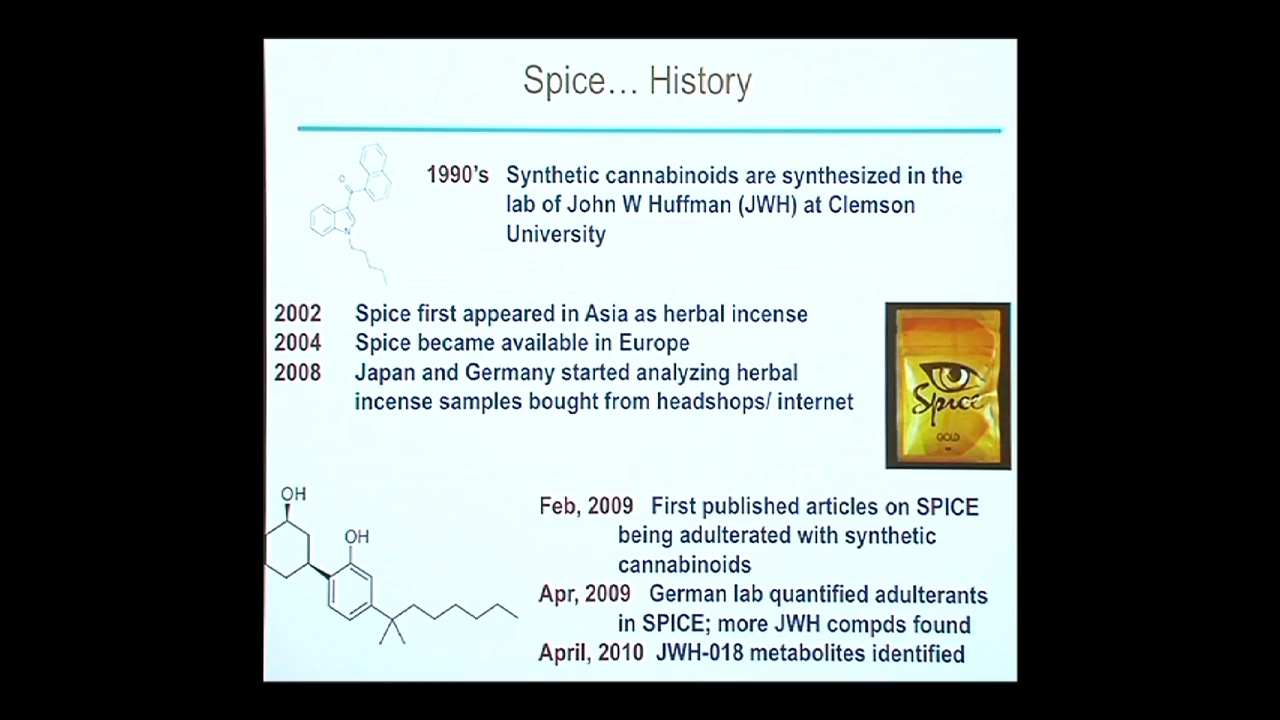 Spice... History
1990's Synthetic cannabinoids are synthesized in the
lab of John W Huffman (JWH) at Clemson
University
O
N
2002 Spice first appeared in Asia as herbal incense
2004 Spice became available in Europe
2008 Japan and Germany started analyzing herbal
incense samples bought from headshops/ internet
Spice
GOLD
OH
OH
Feb, 2009 First published articles on SPICE
being adulterated with synthetic
cannabinoids
Apr, 2009 German lab quantified adulterants
in SPICE; more JWH compds found
April, 2010 JWH-018 metabolites identified